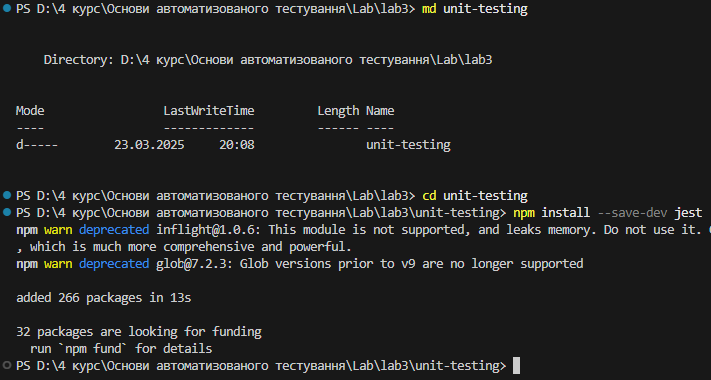 PS D:\4 курс\Основи автоматизованого тестування\Lab\lab3> md unit-testing
Directory: D:\4 курс\Основи автоматизованого тестування\Lab\lab3
Mode LastWriteTime Length Name
---- ------------- ------ ----
d----- 23.03.2025 20:08 unit-testing
PS D:\4 курс\Основи автоматизованого тестування\Lab\lab3> cd unit-testing
PS D:\4 курс\Основи автоматизованого тестування\Lab\lab3\unit-testing> npm install --save-dev jest
npm warn deprecated inflight@1.0.6: This module is not supported, and leaks memory. Do not use it.
, which is much more comprehensive and powerful.
npm warn deprecated glob@7.2.3: Glob versions prior to v9 are no longer supported
added 266 packages in 13s
32 packages are looking for funding
run `npm fund` for details
PS D:\4 курс\Основи автоматизованого тестування\Lab\lab3\unit-testing>